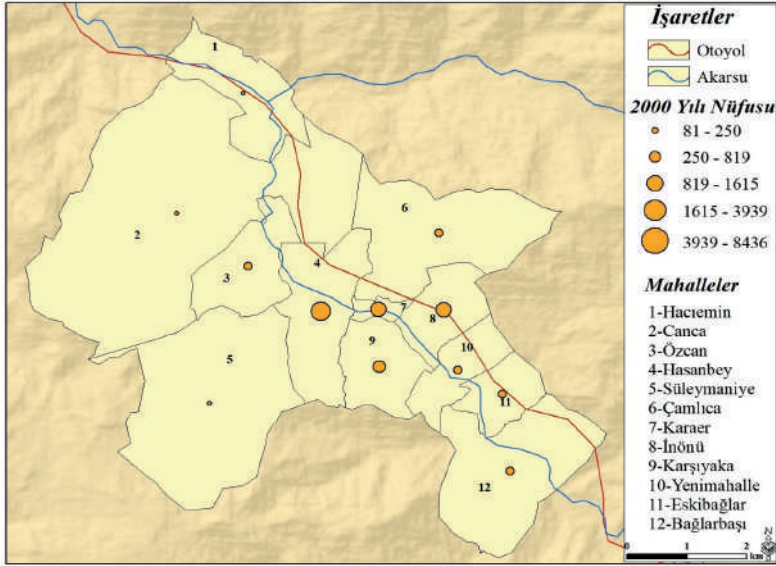 İşaretler
Otoyol
Akarsu
2000 Yılı Nüfusu
81 - 250
250 - 819
819 - 1615
1615 - 3939
3939 - 8436
Mahalleler
1-Hacıemin
2-Canca
3-Özcan
4-Hasanbey
5-Süleymaniye
6-Çamlıca
7-Karaer
8-İnönü
9-Karşıyaka
10-Yenimahalle
11-Eskibağlar
12-Bağlarbaşı
0 1 2 km
1
2
3
4
5
6
7
8
9
10
11
12